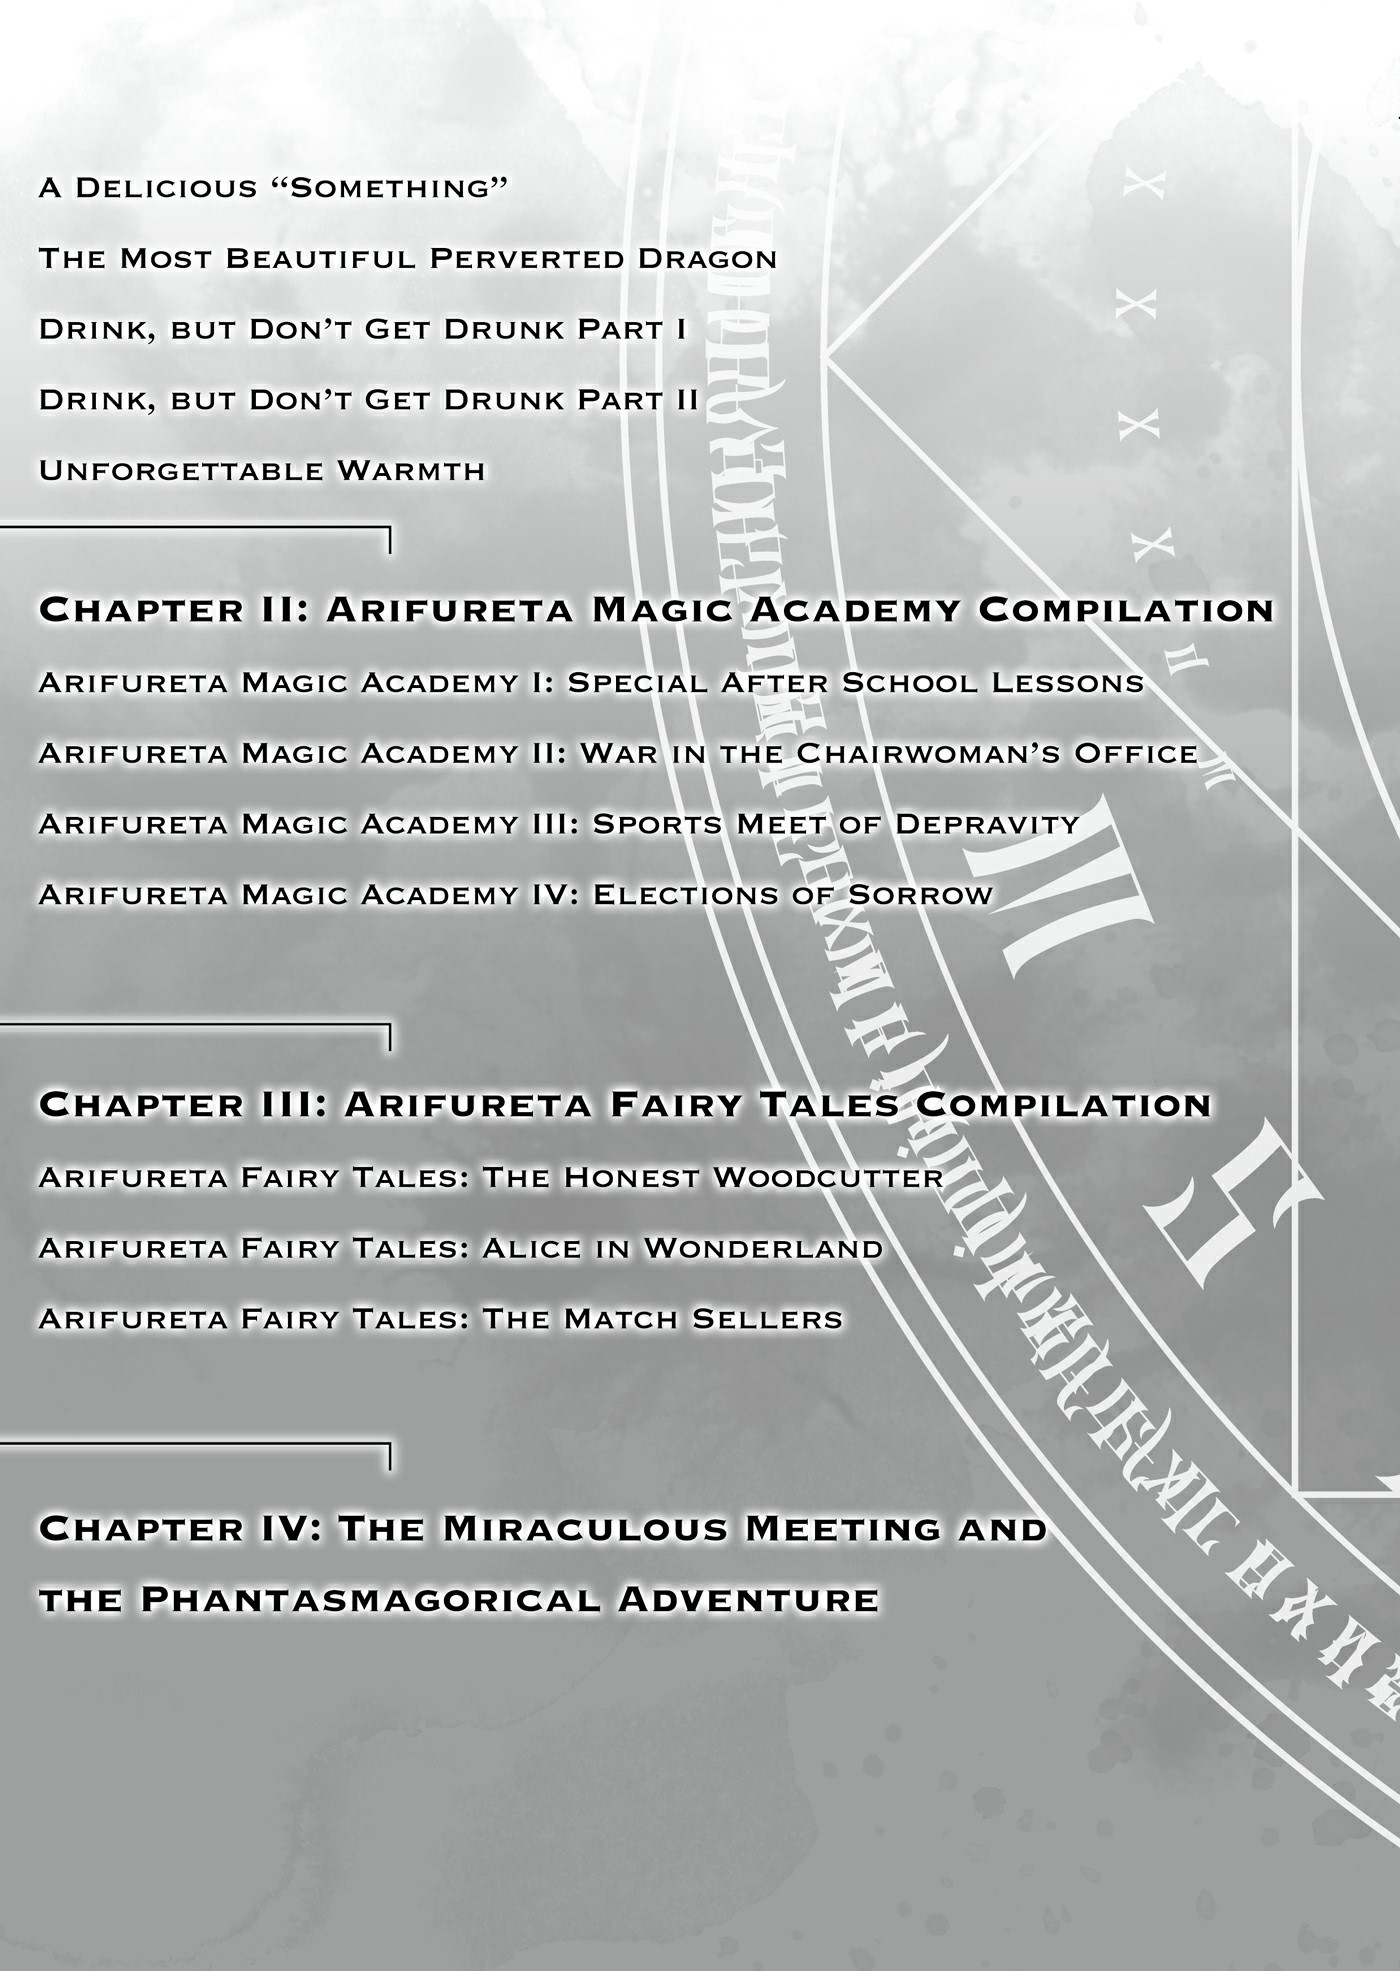 A Delicious “Something”
The Most Beautiful Perverted Dragon
Drink, but Don’t Get Drunk Part I
Drink, but Don’t Get Drunk Part II
Unforgettable Warmth
Chapter II: Arifureta Magic Academy Compilation
Arifureta Magic Academy I: Special After School Lessons
Arifureta Magic Academy II: War in the Chairwoman’s Office
Arifureta Magic Academy III: Sports Meet of Depravity
Arifureta Magic Academy IV: Elections of Sorrow
Chapter III: Arifureta Fairy Tales Compilation
Arifureta Fairy Tales: The Honest Woodcutter
Arifureta Fairy Tales: Alice in Wonderland
Arifureta Fairy Tales: The Match Sellers
Chapter IV: The Miraculous Meeting and
the Phantasmagorical Adventure